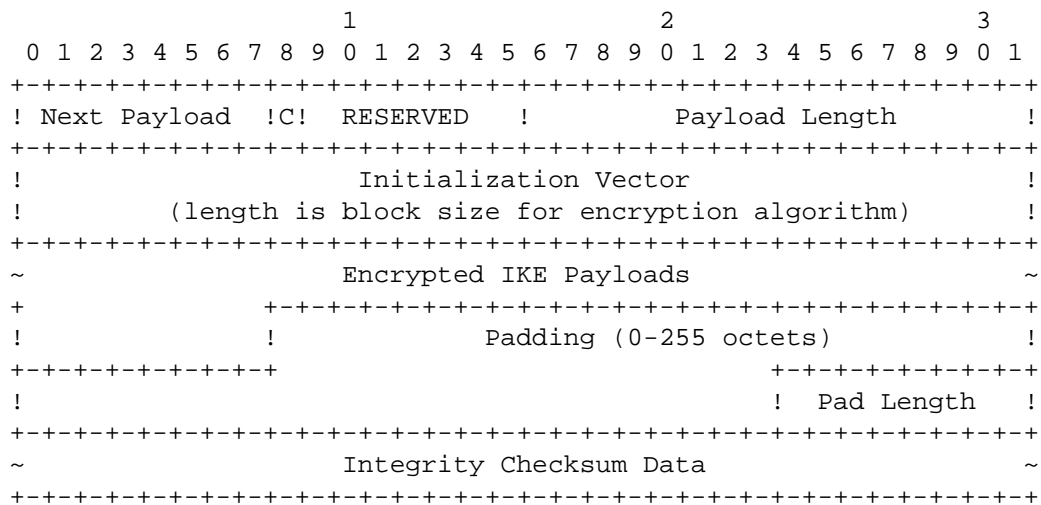 1                   2                   3
 0 1 2 3 4 5 6 7 8 9 0 1 2 3 4 5 6 7 8 9 0 1 2 3 4 5 6 7 8 9 0 1
+-+-+-+-+-+-+-+-+-+-+-+-+-+-+-+-+-+-+-+-+-+-+-+-+-+-+-+-+-+-+-+-+
! Next Payload  !C!  RESERVED   !         Payload Length        !
+-+-+-+-+-+-+-+-+-+-+-+-+-+-+-+-+-+-+-+-+-+-+-+-+-+-+-+-+-+-+-+-+
!                     Initialization Vector                     !
!         (length is block size for encryption algorithm)       !
+-+-+-+-+-+-+-+-+-+-+-+-+-+-+-+-+-+-+-+-+-+-+-+-+-+-+-+-+-+-+-+-+
~                    Encrypted IKE Payloads                     ~
+               +-+-+-+-+-+-+-+-+-+-+-+-+-+-+-+-+-+-+-+-+-+-+-+-+
!               !             Padding (0-255 octets)            !
+-+-+-+-+-+-+-+-+                               +-+-+-+-+-+-+-+-+
!                                               !  Pad Length   !
+-+-+-+-+-+-+-+-+-+-+-+-+-+-+-+-+-+-+-+-+-+-+-+-+-+-+-+-+-+-+-+-+
~                    Integrity Checksum Data                    ~
+-+-+-+-+-+-+-+-+-+-+-+-+-+-+-+-+-+-+-+-+-+-+-+-+-+-+-+-+-+-+-+-+